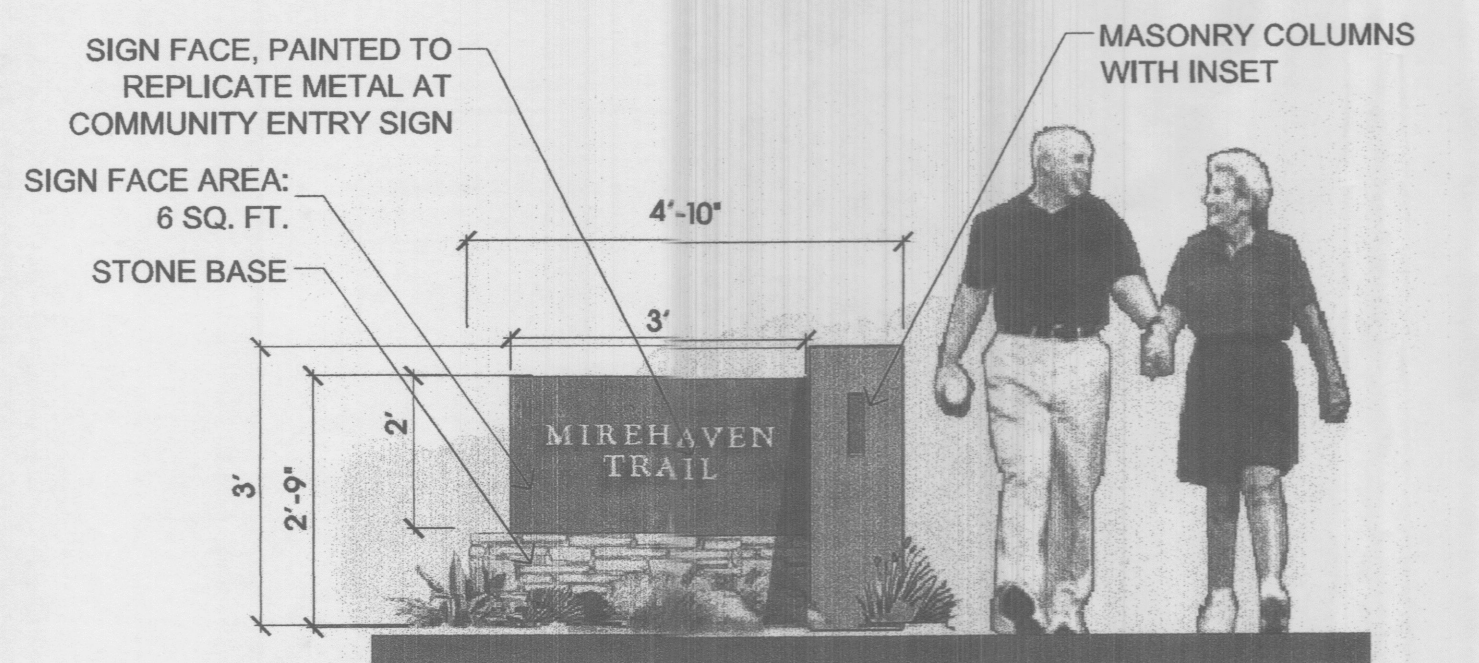 SIGN FACE, PAINTED TO
REPLICATE METAL AT
COMMUNITY ENTRY SIGN
SIGN FACE AREA:
6 SQ. FT.
STONE BASE
MASONRY COLUMNS
WITH INSET
4'-10"
3'
2'
3'
2'-9"
MIREHAVEN
TRAIL